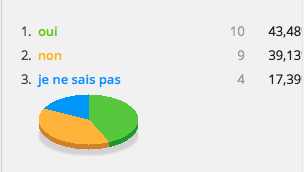 1. oui 10 43,48
2. non 9 39,13
3. je ne sais pas 4 17,39